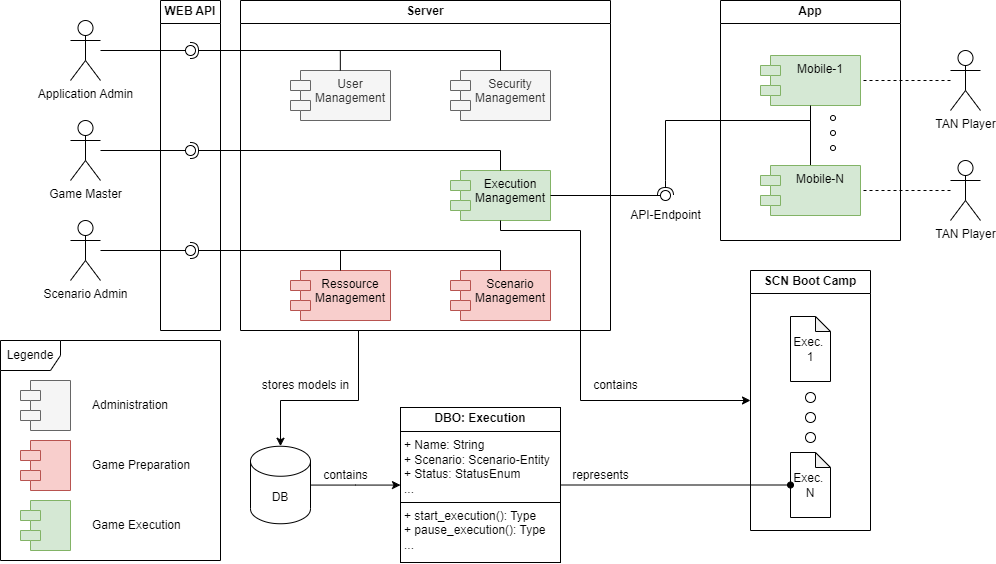 WEB API
Server
App
Application Admin
User
Management
Security
Management
Mobile-1
TAN Player
Game Master
Execution
Management
API-Endpoint
Mobile-N
TAN Player
Scenario Admin
Ressource
Management
Scenario
Management
SCN Boot Camp
Exec.
1
Exec.
N
Legende
Administration
Game Preparation
Game Execution
stores models in
contains
DB
contains
DBO: Execution
+ Name: String
+ Scenario: Scenario-Entity
+ Status: StatusEnum
...
+ start_execution(): Type
+ pause_execution(): Type
...
represents